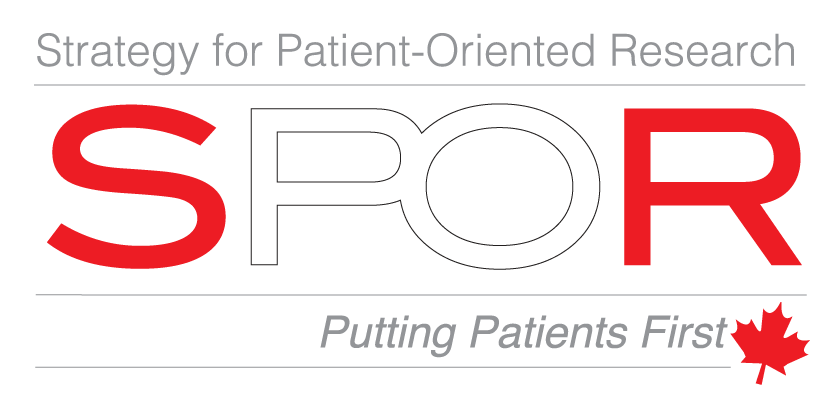 Strategy for Patient-Oriented Research
SPOR
Putting Patients First